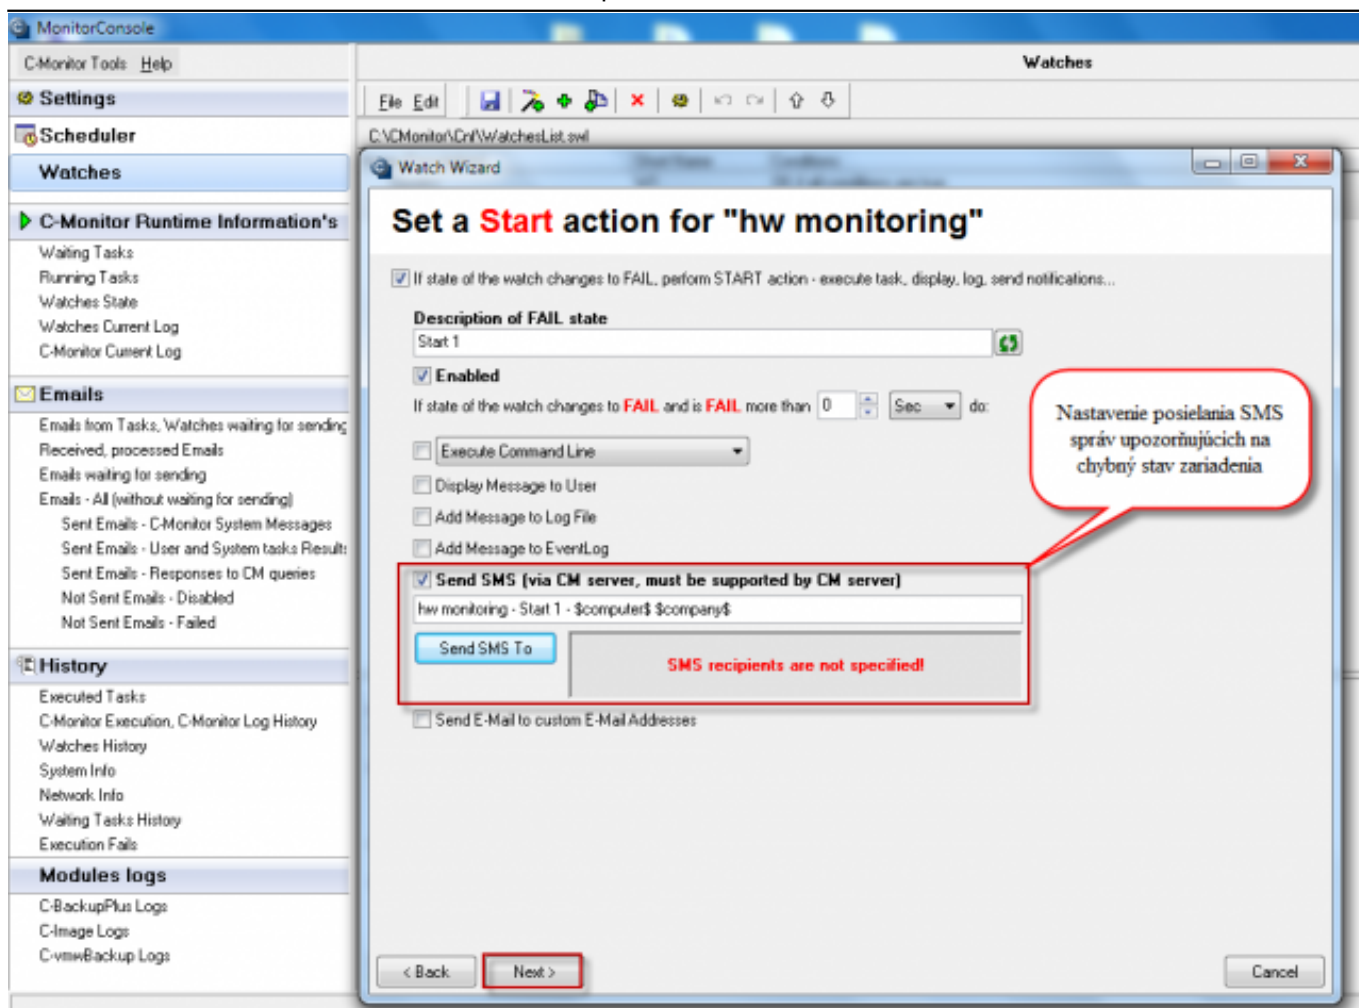 MonitorConsole
C-Monitor Tools Help
Watches
Settings
File Edit
Scheduler
C:\CMonitor\Cnf\WatchesList.swl
Watches
Watch Wizard
Set a Start action for "hw monitoring"
C-Monitor Runtime Information's
Waiting Tasks
Running Tasks
Watches State
Watches Current Log
C-Monitor Current Log
If state of the watch changes to FAIL, perform START action - execute task, display, log, send notifications...
Description of FAIL state
Start 1
Enabled
If state of the watch changes to FAIL and is FAIL more than 0 Sec do:
Execute Command Line
Display Message to User
Add Message to Log File
Add Message to EventLog
Send SMS (via CM server, must be supported by CM server)
hw monitoring - Start 1 - $computer$ $company$
Send SMS To
SMS recipients are not specified!
Send E-Mail to custom E-Mail Addresses
Nastavenie posielania SMS
správ upozorňujúcich na
chybný stav zariadenia
Emails
Emails from Tasks, Watches waiting for sending
Received, processed Emails
Emails waiting for sending
Emails - All (without waiting for sending)
Sent Emails - C-Monitor System Messages
Sent Emails - User and System tasks Results
Sent Emails - Responses to CM queries
Not Sent Emails - Disabled
Not Sent Emails - Failed
History
Executed Tasks
C-Monitor Execution, C-Monitor Log History
Watches History
System Info
Network Info
Waiting Tasks History
Execution Fails
Modules logs
C-BackupPlus Logs
C-Image Logs
C-vmwBackup Logs
< Back
Next >
Cancel